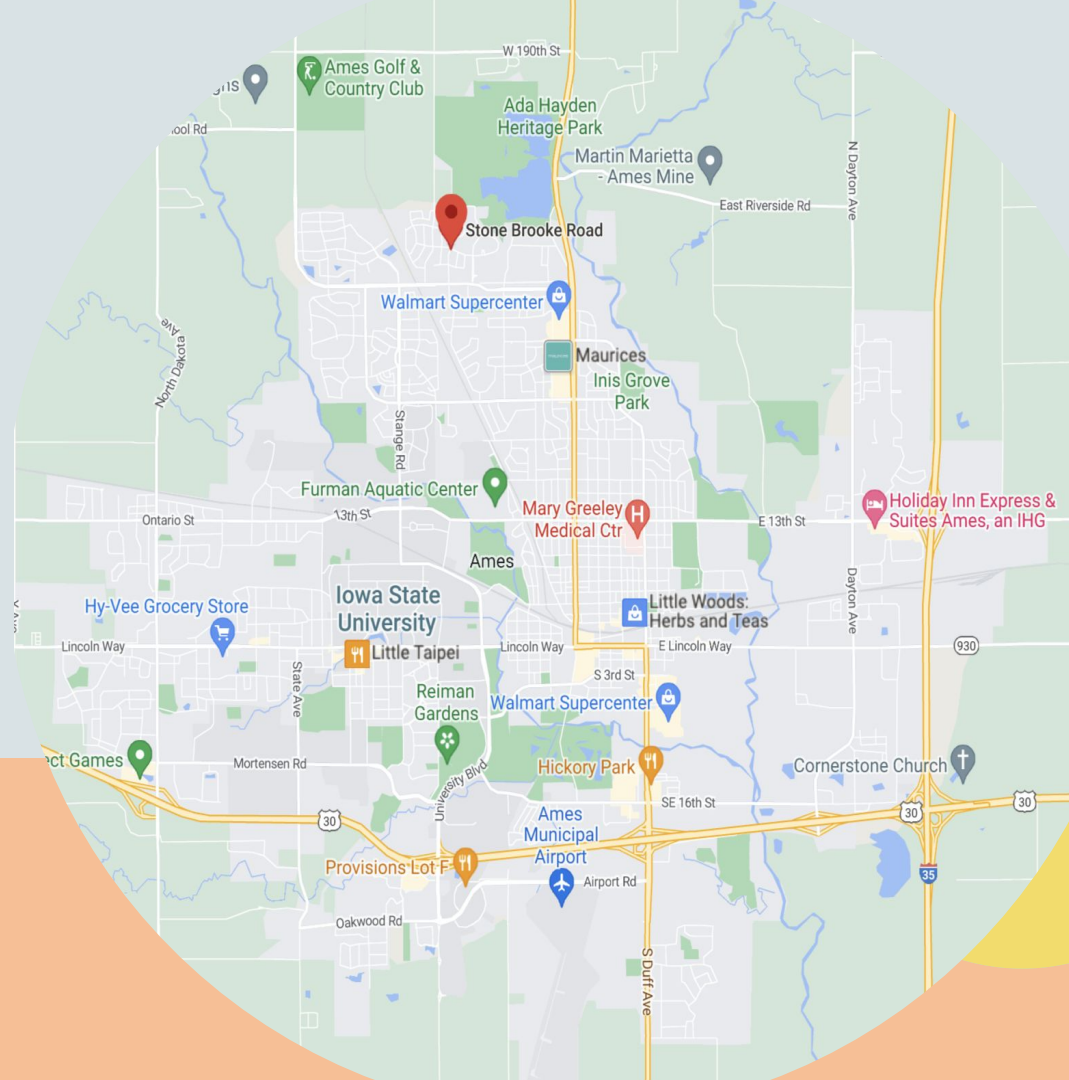 W 190th St
Ames Golf &
Country Club
Ada Hayden
Heritage Park
Martin Marietta
- Ames Mine
N Dayton Ave
East Riverside Rd
Stone Brooke Road
Walmart Supercenter
Maurices
North Dakota Ave
Inis Grove
Park
Stange Rd
Furman Aquatic Center
Mary Greeley
Medical Ctr
Holiday Inn Express &
Suites Ames, an IHG
Ontario St
13th St
E 13th St
Ames
Iowa State
University
Hy-Vee Grocery Store
Little Woods:
Herbs and Teas
Dayton Ave
Lincoln Way
Little Taipei
Lincoln Way
E Lincoln Way
930
State Ave
S 3rd St
Reiman
Gardens
Walmart Supercenter
ect Games
Mortensen Rd
University Blvd
Hickory Park
Cornerstone Church
SE 16th St
30
30
30
Ames
Municipal
Airport
Provisions Lot F
Airport Rd
35
Oakwood Rd
S Duff Ave